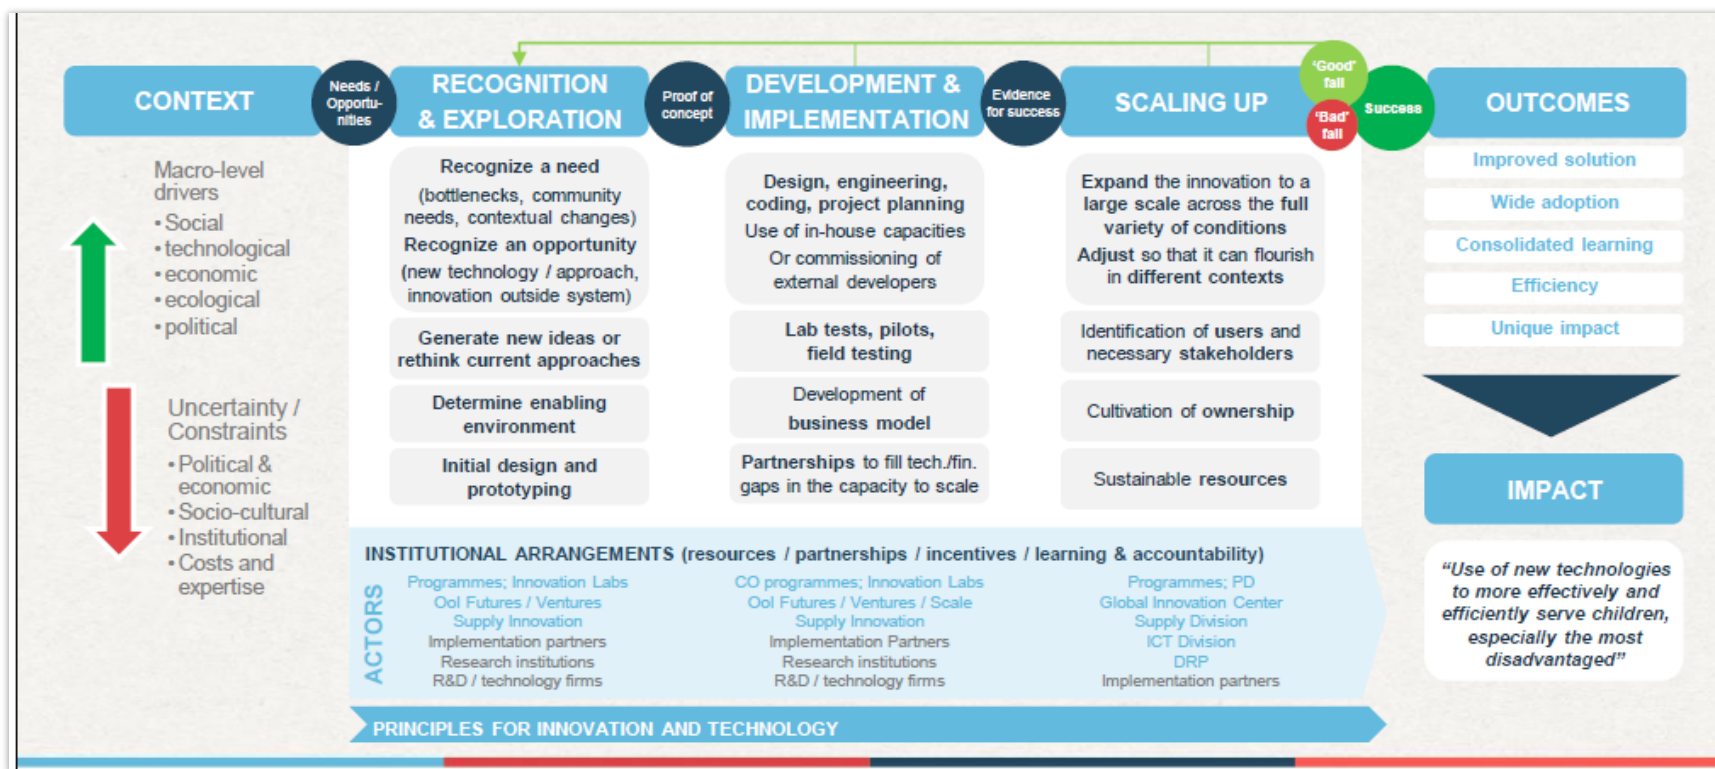 CONTEXT
Needs /
Opportu-
nities
RECOGNITION
& EXPLORATION
Proof of
concept
DEVELOPMENT &
IMPLEMENTATION
Evidence
for success
SCALING UP
'Good'
fail
'Bad'
fail
Success
OUTCOMES
Macro-level
drivers
• Social
• technological
• economic
• ecological
• political
Uncertainty /
Constraints
• Political &
economic
• Socio-cultural
• Institutional
• Costs and
expertise
Recognize a need
(bottlenecks, community
needs, contextual changes)
Recognize an opportunity
(new technology / approach,
innovation outside system)
Generate new ideas or
rethink current approaches
Determine enabling
environment
Initial design and
prototyping
Design, engineering,
coding, project planning
Use of in-house capacities
Or commissioning of
external developers
Lab tests, pilots,
field testing
Development of
business model
Partnerships to fill tech./fin.
gaps in the capacity to scale
Expand the innovation to a
large scale across the full
variety of conditions
Adjust so that it can flourish
in different contexts
Identification of users and
necessary stakeholders
Cultivation of ownership
Sustainable resources
Improved solution
Wide adoption
Consolidated learning
Efficiency
Unique impact
IMPACT
"Use of new technologies
to more effectively and
efficiently serve children,
especially the most
disadvantaged"
INSTITUTIONAL ARRANGEMENTS (resources / partnerships / incentives / learning & accountability)
ACTORS
Programmes; Innovation Labs
OoI Futures / Ventures
Supply Innovation
Implementation partners
Research institutions
R&D / technology firms
CO programmes; Innovation Labs
OoI Futures / Ventures / Scale
Supply Innovation
Implementation Partners
Research institutions
R&D / technology firms
Programmes; PD
Global Innovation Center
Supply Division
ICT Division
DRP
Implementation partners
PRINCIPLES FOR INNOVATION AND TECHNOLOGY